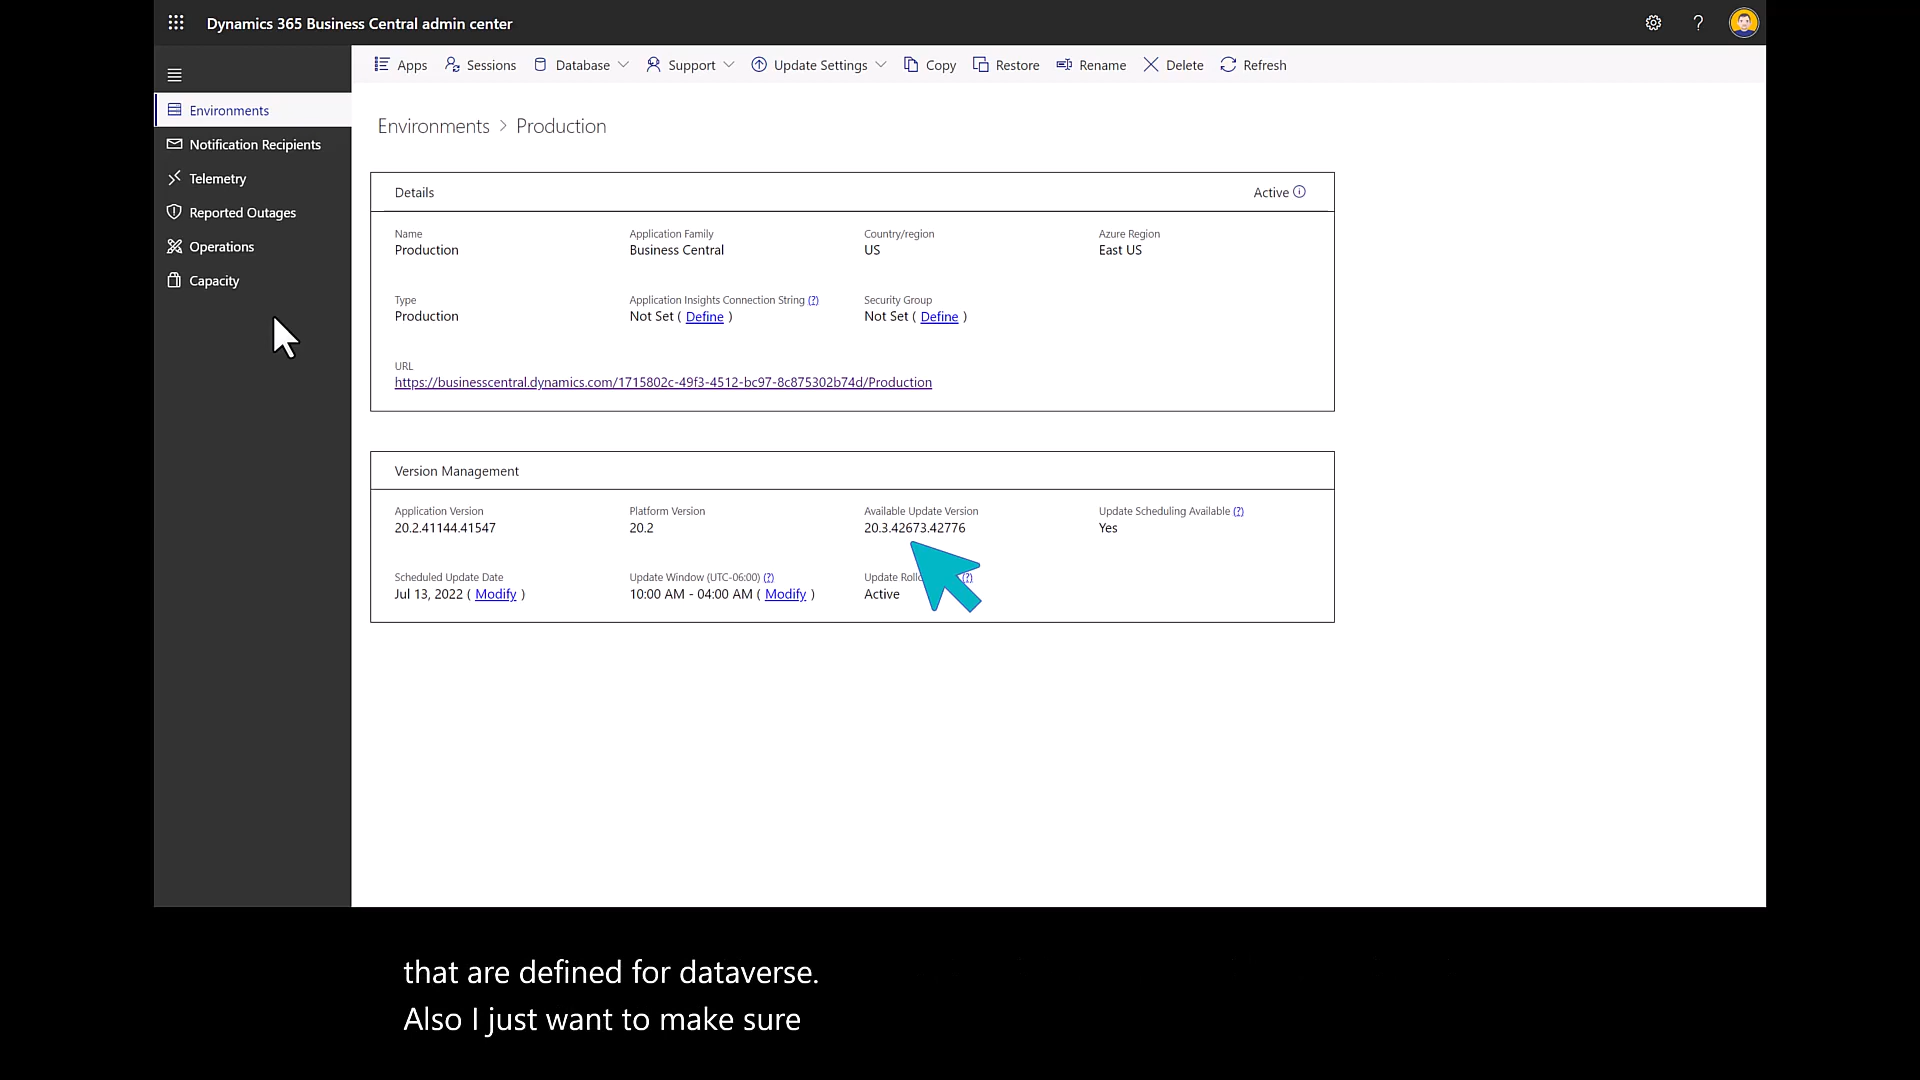 Dynamics 365 Business Central admin center
?
Apps Sessions Database Support Update Settings Copy Restore Rename Delete Refresh
Environments
Notification Recipients
Telemetry
Reported Outages
Operations
Capacity
Environments > Production
Details Active
Name Application Family Country/region Azure Region
Production Business Central US East US
Type Application Insights Connection String (?) Security Group
Production Not Set ( Define ) Not Set ( Define )
URL
https://businesscentral.dynamics.com/1715802c-49f3-4512-bc97-8c875302b74d/Production
Version Management
Application Version Platform Version Available Update Version Update Scheduling Available (?)
20.2.41144.41547 20.2 20.3.42673.42776 Yes
Scheduled Update Date Update Window (UTC-06:00) (?) Update (?)
Jul 13, 2022 ( Modify ) 10:00 AM - 04:00 AM ( Modify ) Active
that are defined for dataverse.
Also I just want to make sure